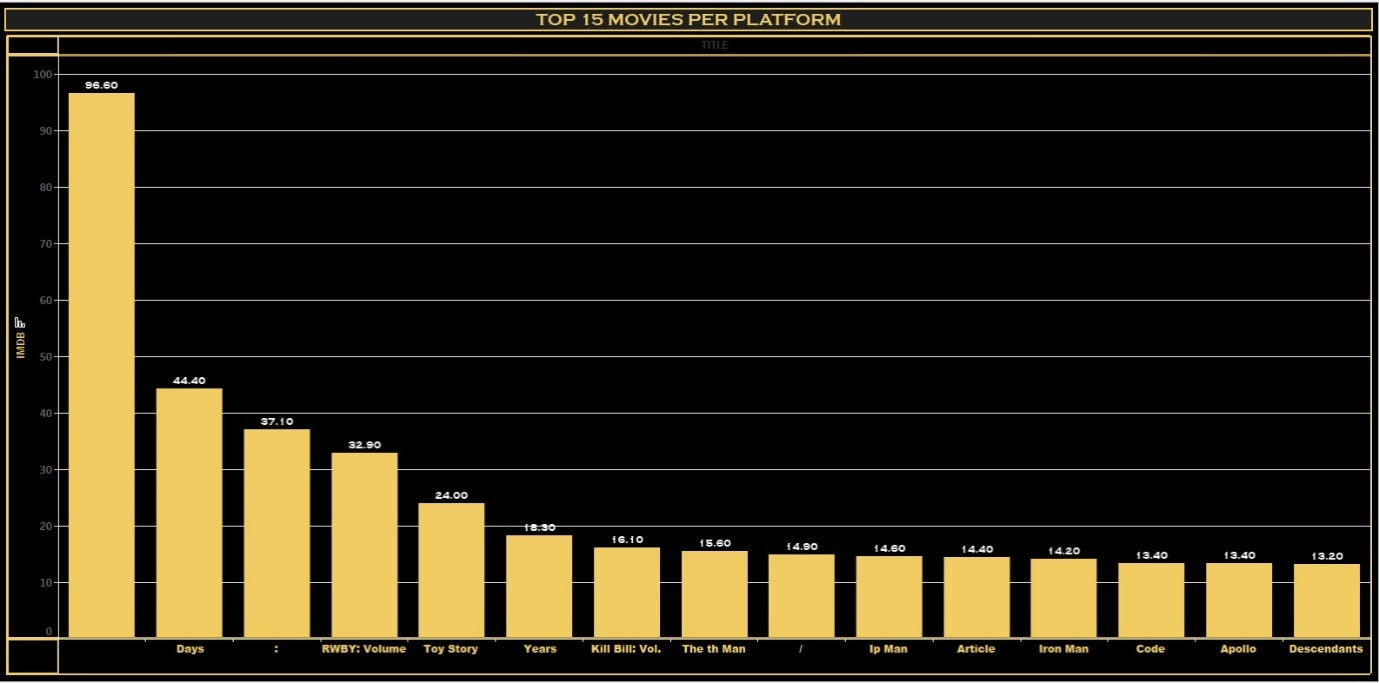 TOP 15 MOVIES PER PLATFORM
TITLE
100
90
80
70
60
50
40
30
20
10
0
IMDB
96.60
44.40
37.10
32.90
24.00
18.30
16.10
15.60
14.90
14.60
14.40
14.20
13.40
13.40
13.20
Days
:
RWBY: Volume
Toy Story
Years
Kill Bill: Vol.
The th Man
/
Ip Man
Article
Iron Man
Code
Apollo
Descendants